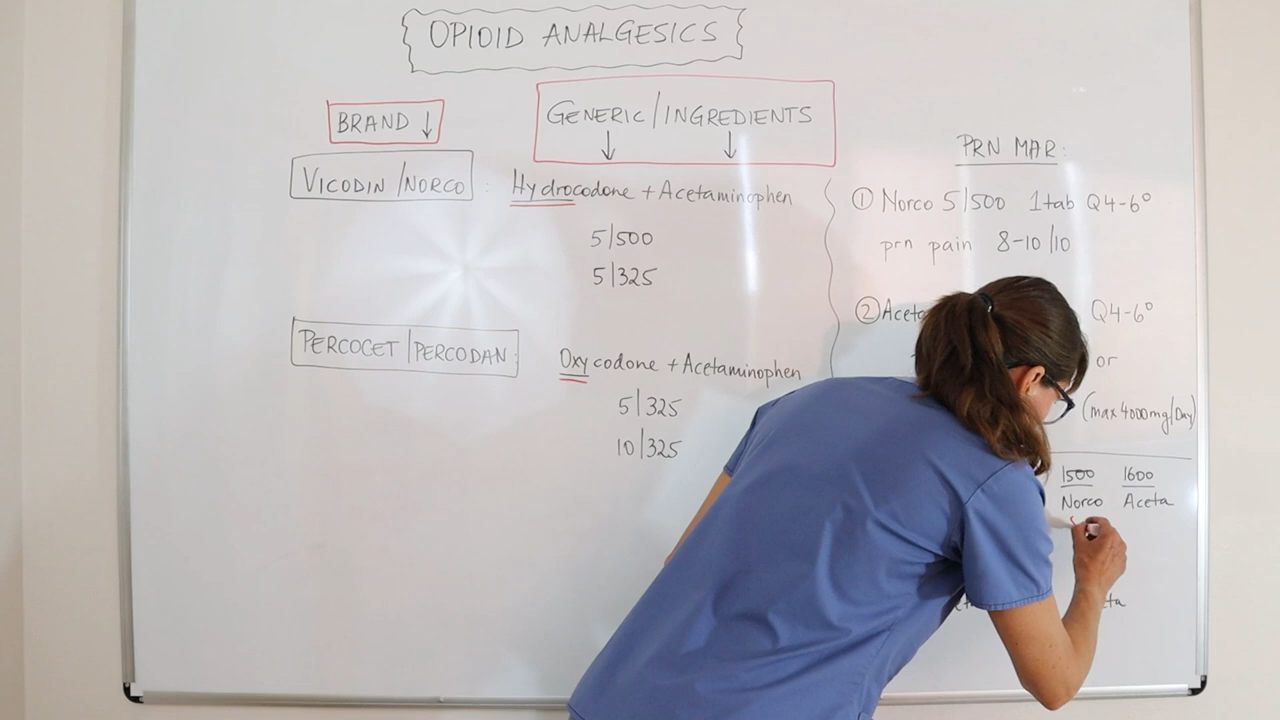 OPIOID ANALGESICS
BRAND ↓
GENERIC/INGREDIENTS
↓ ↓
VICODIN/NORCO : Hydrocodone + Acetaminophen
5/500
5/325
PERCOCET/PERCODAN: Oxycodone + Acetaminophen
5/325
10/325
PRN MAR:
① Norco 5/500 1tab Q4-6°
prn pain 8-10/10
② Q4-6°
or
(max 4000mg/Day)
1500 1600
Norco Aceta